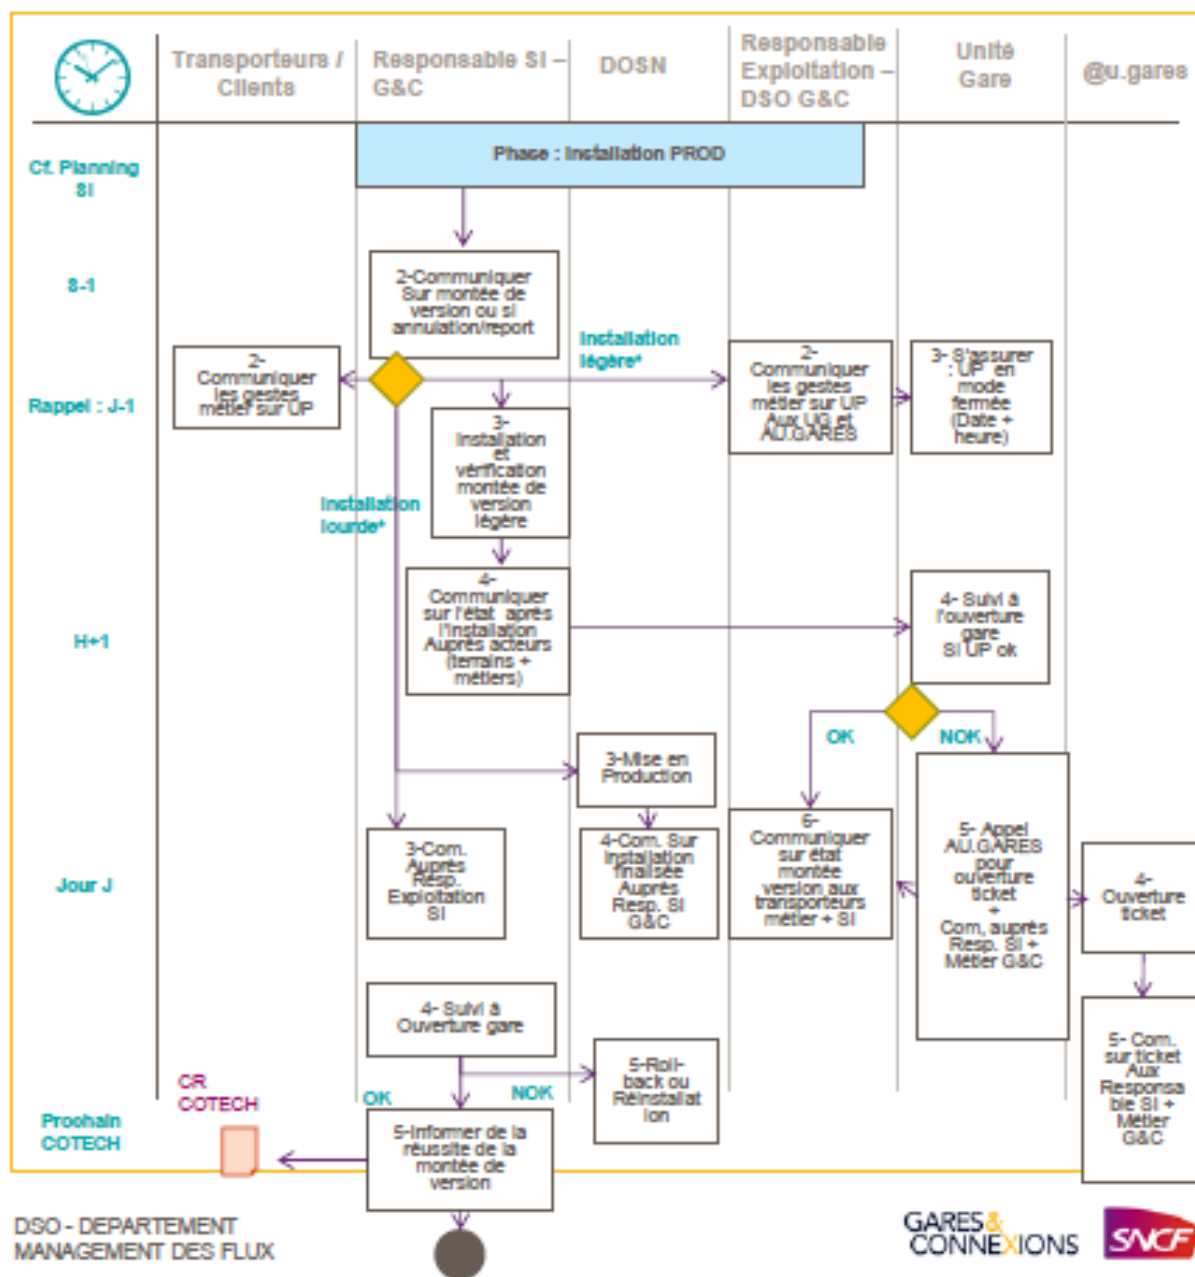 Transporteurs /
Clients
Responsable SI –
G&C
DOSN
Responsable
Exploitation –
DSO G&C
Unité
Gare
@u.gares
Phase : Installation PROD
Cf. Planning
SI
S-1
2-Communiquer
Sur montée de
version ou si
annulation/report
Installation
légère*
2-
Communiquer
les gestes
métier sur UP
2-
Communiquer
les gestes
métier sur UP
Aux UG et
AU.GARES
3- S'assurer
: UP en
mode
fermée
(Date +
heure)
Rappel : J-1
3-
Installation
et
vérification
montée de
version
légère
Installation
lourde*
4-
Communiquer
sur l'état après
l'installation
Auprès acteurs
(terrains +
métiers)
4- Suivi à
l'ouverture
gare
Si UP ok
H+1
OK
NOK
3-Mise en
Production
3-Com.
Auprès
Resp.
Exploitation
SI
4-Com. Sur
installation
finalisée
Auprès
Resp. SI
G&C
6-
Communiquer
sur état
montée
version aux
transporteurs
métier + SI
5- Appel
AU.GARES
pour
ouverture
ticket
+
Com, auprès
Resp. SI +
Métier G&C
4-
Ouverture
ticket
Jour J
4- Suivi à
Ouverture gare
5-Roll-
back ou
Réinstallat
ion
5- Com.
sur ticket
Aux
Responsa
ble SI +
Métier
G&C
CR
COTECH
OK
NOK
Prochain
COTECH
5-Informer de la
réussite de la
montée de
version
DSO - DEPARTEMENT
MANAGEMENT DES FLUX
GARES&
CONNEXIONS
SNCF